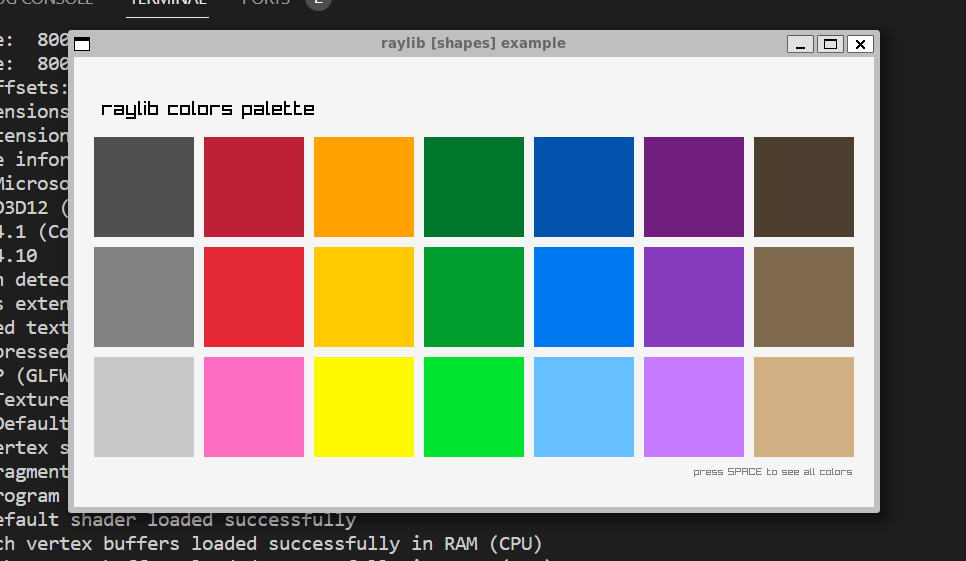 TERMINAL
PORTS
2
CONSOLE
e: 800
raylib [shapes] example
e: 800
ffsets:
raylib colors palette
ensions
tension
e infor
Microso
D3D12 (
4.1 (Co
4.10
n detec
s exten
ed text
pressed
P (GLFW
Texture
Default
ertex s
press SPACE to see all colors
ragment
rogram
efault shader loaded successfully
ch vertex buffers loaded successfully in RAM (CPU)